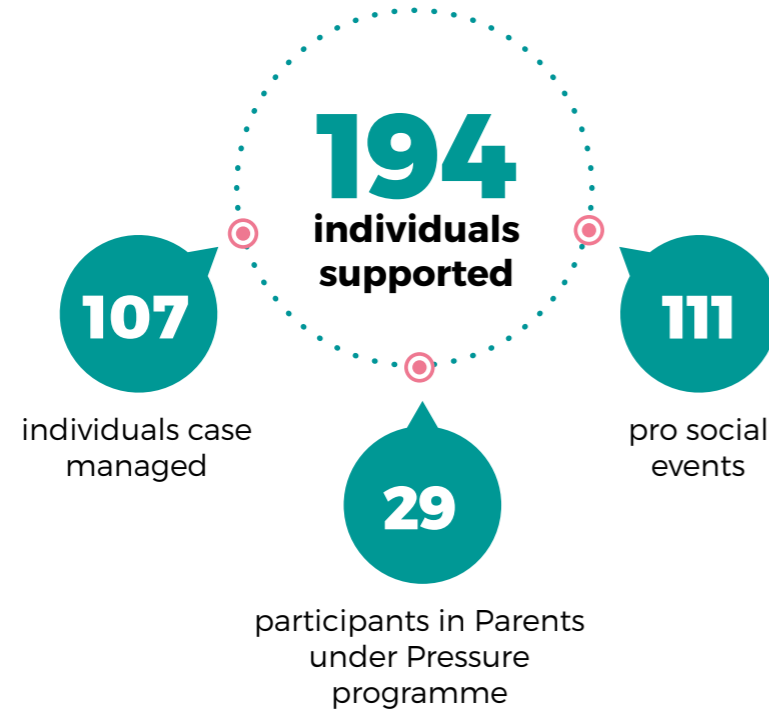 194
individuals
supported
107
individuals case
managed
29
participants in Parents
under Pressure
programme
111
pro social
events